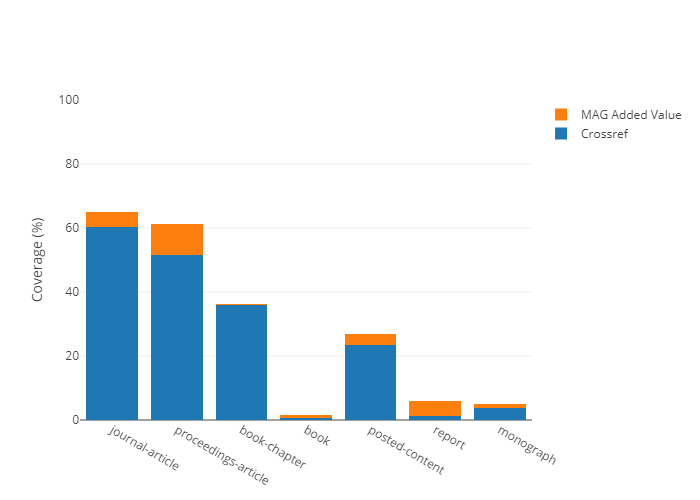 100
80
60
40
20
0
Coverage (%)
journal-article
proceedings-article
book-chapter
book
posted-content
report
monograph
MAG Added Value
Crossref